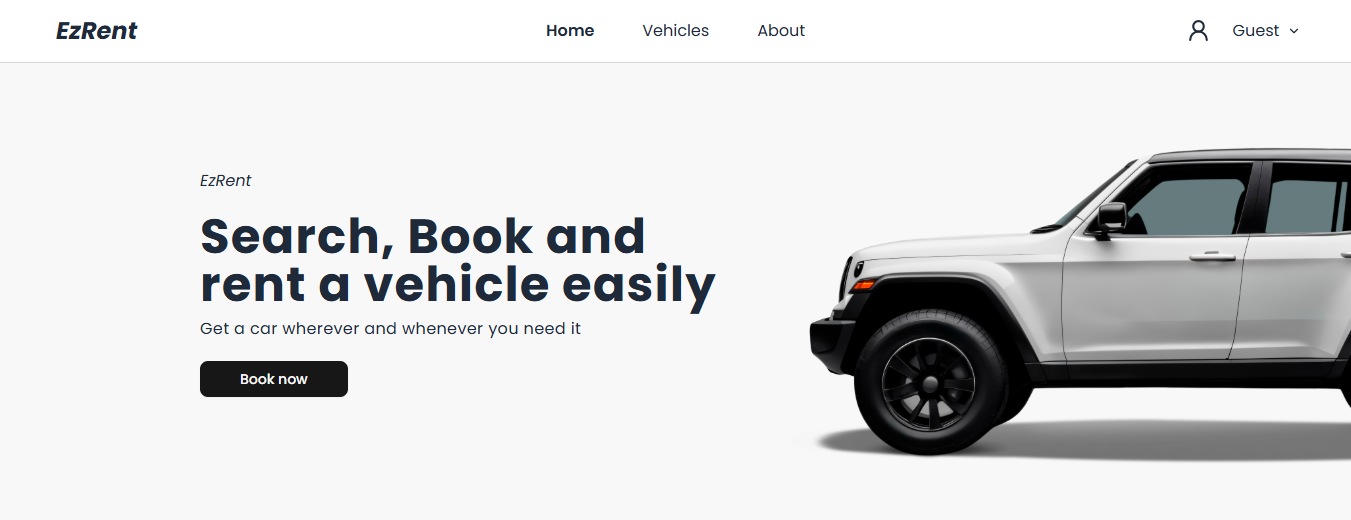 EzRent
Home
Vehicles
About
Guest
EzRent
Search, Book and
rent a vehicle easily
Get a car wherever and whenever you need it
Book now